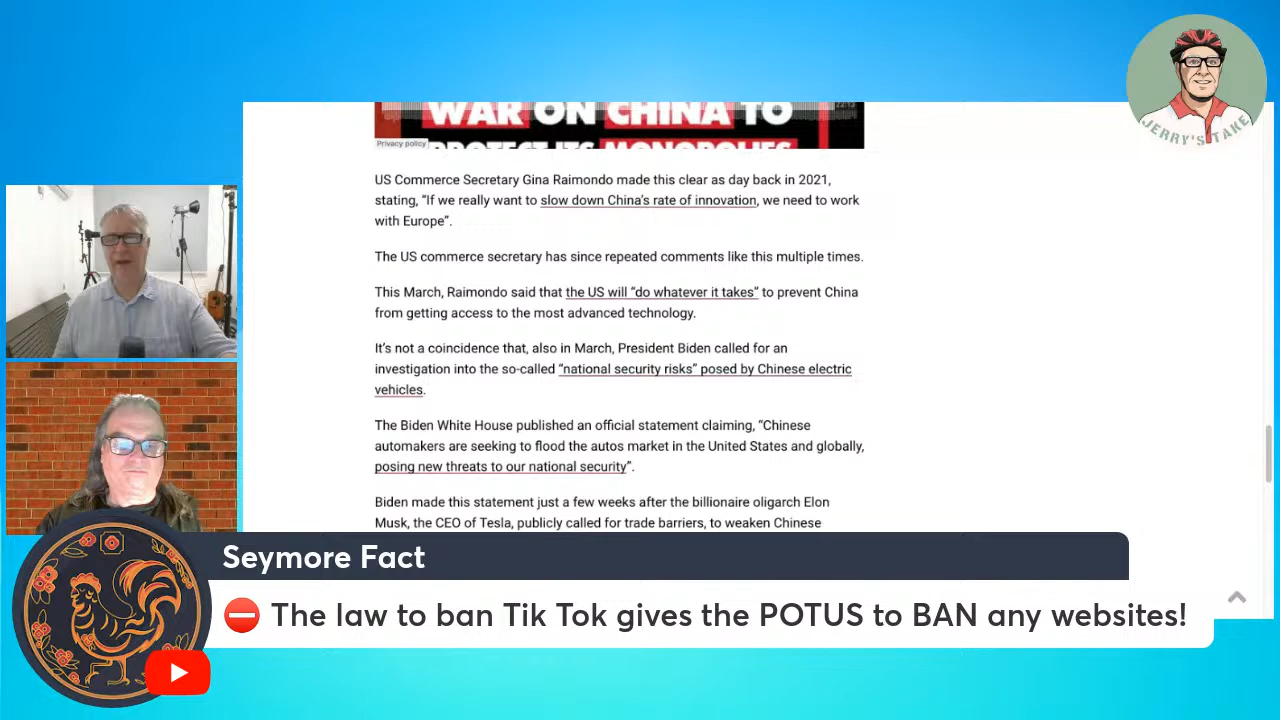 JERRY'S TAKE
WAR ON CHINA TO
PROTECT ITS MONOPOLIES
Privacy policy
US Commerce Secretary Gina Raimondo made this clear as day back in 2021,
stating, “If we really want to slow down China’s rate of innovation, we need to work
with Europe”.
The US commerce secretary has since repeated comments like this multiple times.
This March, Raimondo said that the US will “do whatever it takes” to prevent China
from getting access to the most advanced technology.
It’s not a coincidence that, also in March, President Biden called for an
investigation into the so-called “national security risks” posed by Chinese electric
vehicles.
The Biden White House published an official statement claiming, “Chinese
automakers are seeking to flood the autos market in the United States and globally,
posing new threats to our national security”.
Biden made this statement just a few weeks after the billionaire oligarch Elon
Musk, the CEO of Tesla, publicly called for trade barriers, to weaken Chinese
Seymore Fact
⛔ The law to ban Tik Tok gives the POTUS to BAN any websites!